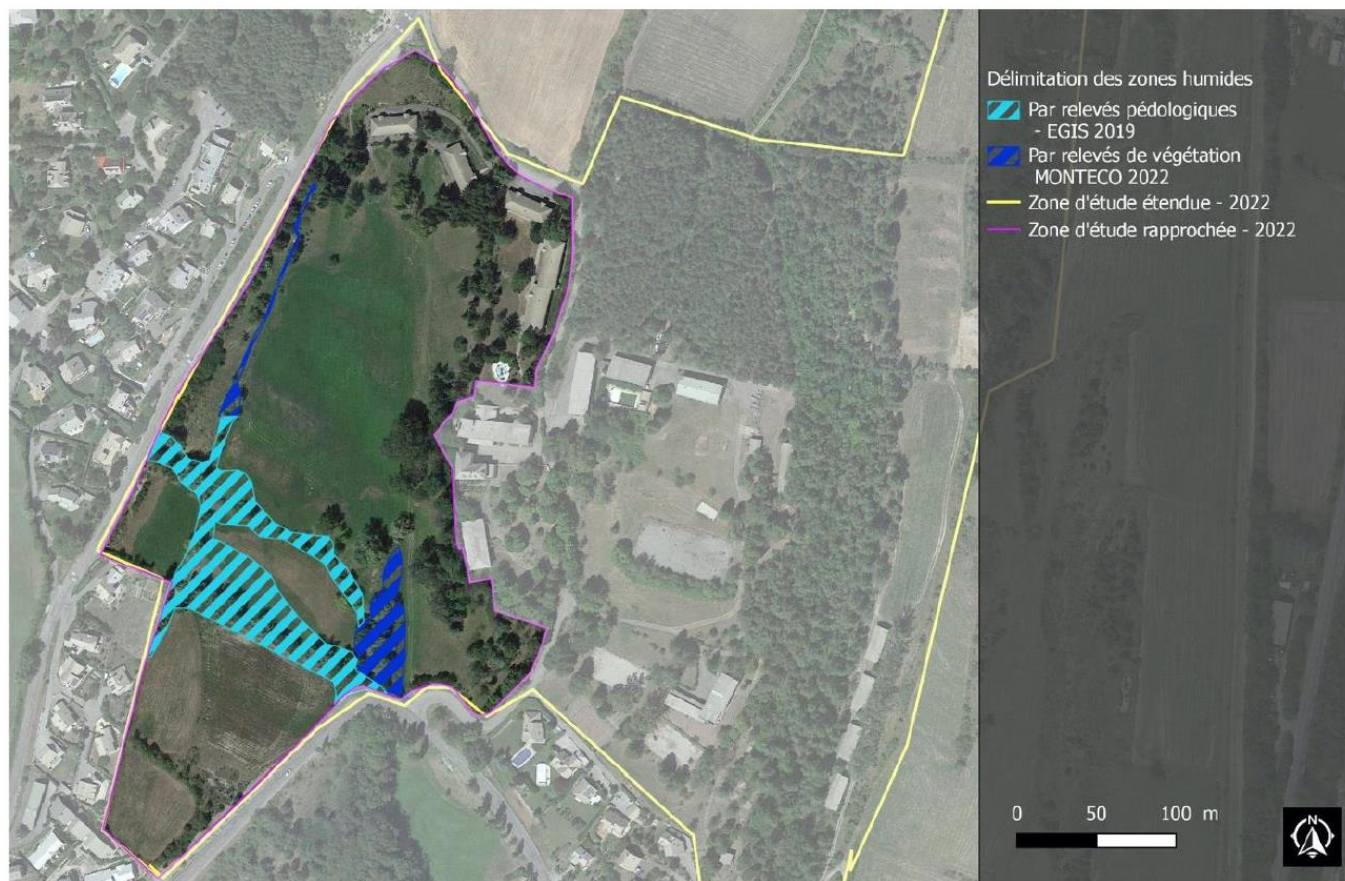 Délimitation des zones humides
Par relevés pédologiques
- EGIS 2019
Par relevés de végétation
MONTECO 2022
Zone d'étude étendue - 2022
Zone d'étude rapprochée - 2022
0 50 100 m
N